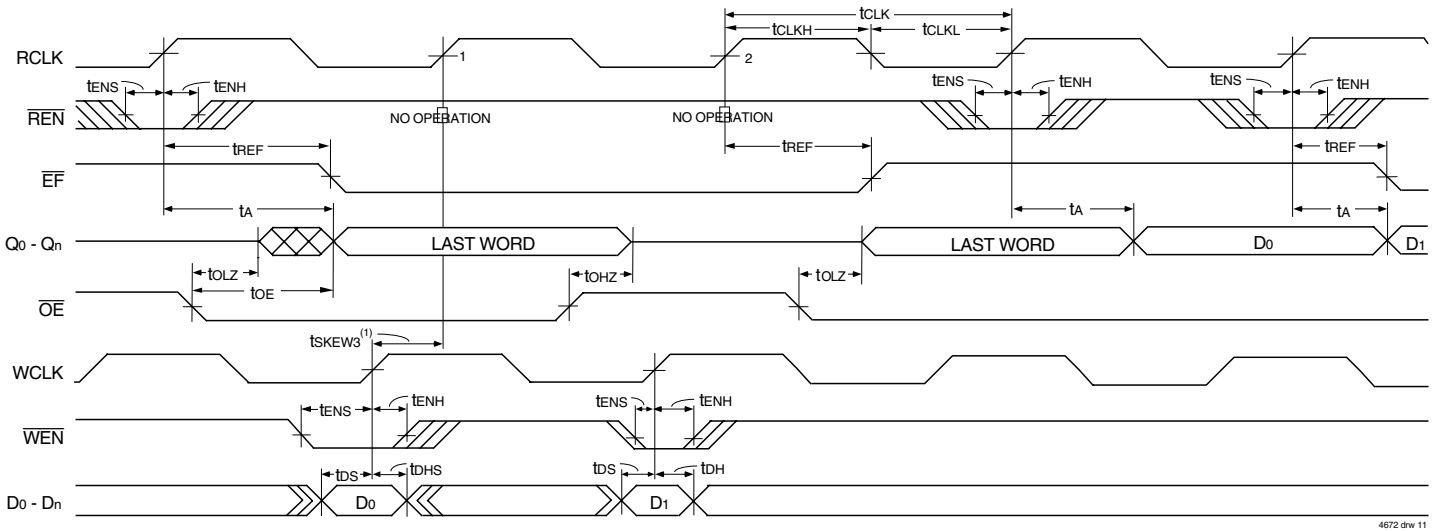 tCLK
tCLKH tCLKL
RCLK 1 2
tENS tENH tENS tENH tENS tENH
REN
NO OPERATION NO OPERATION
tREF tREF tREF
EF
tA tA tA
Q0 - Qn LAST WORD LAST WORD D0 D1
tOLZ tOHZ tOLZ
tOE
OE
tSKEW3(1)
WCLK
tENS tENH tENS tENH
WEN
tDS tDHS tDS tDH
D0 - Dn D0 D1
4672 drw 11